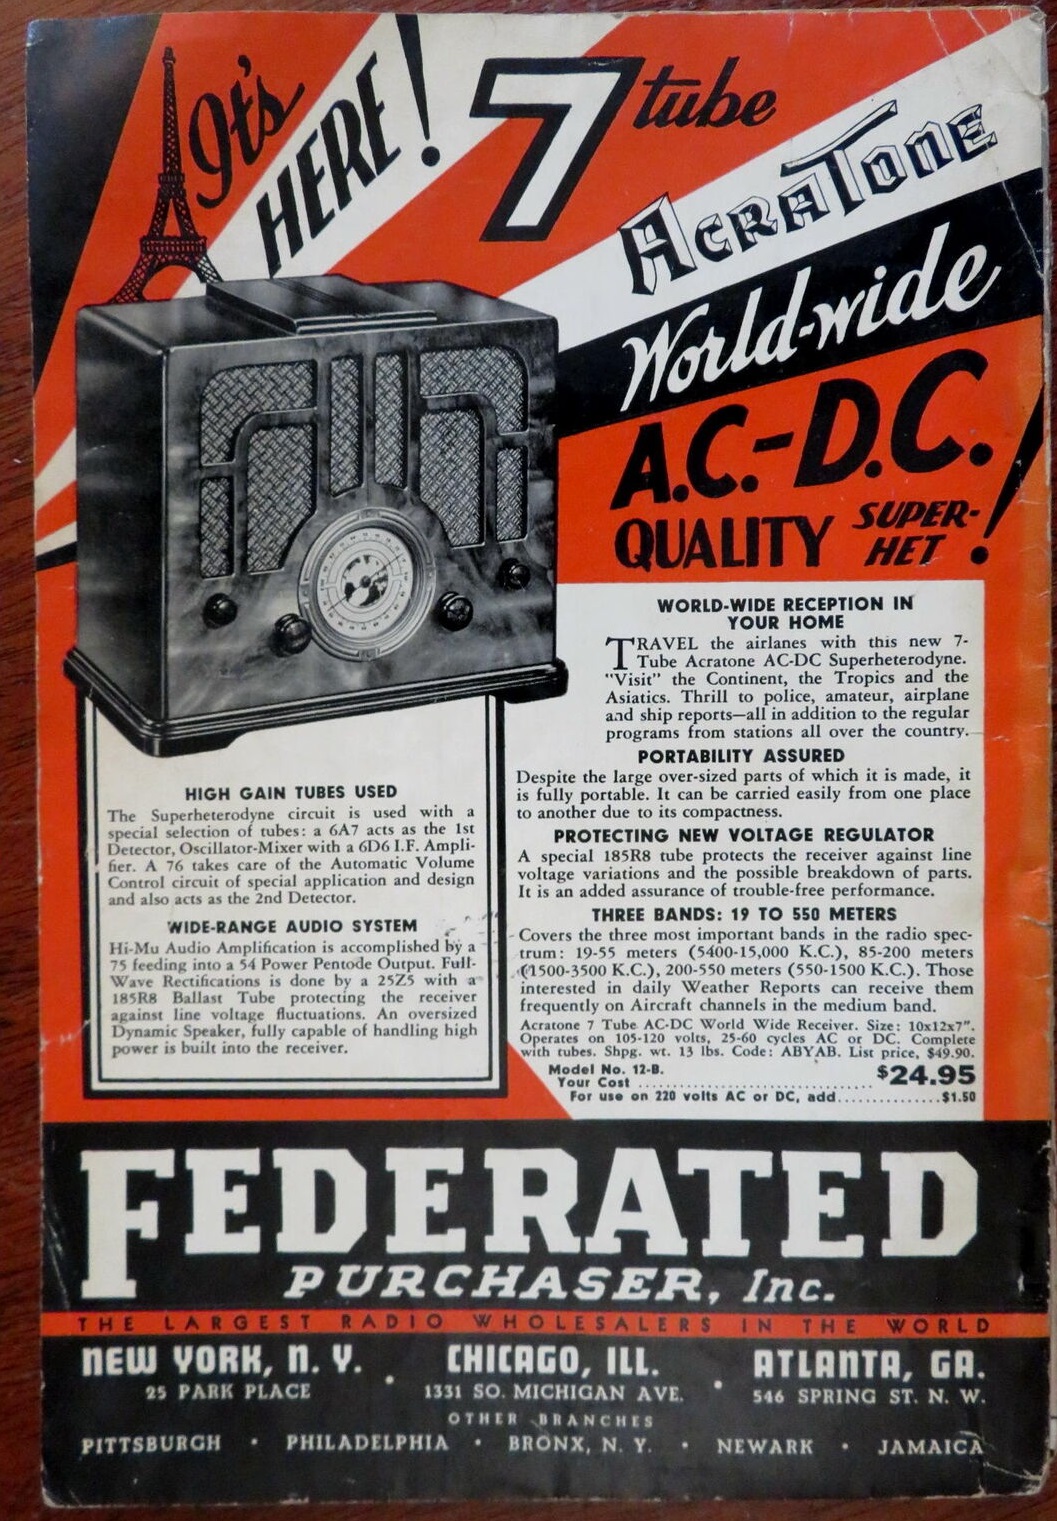 It's
HERE!
7 tube
AcraTone
World-wide
A.C.-D.C.
QUALITY SUPER-
HET!
WORLD-WIDE RECEPTION IN
YOUR HOME
TRAVEL the airlanes with this new 7-
Tube Acratone AC-DC Superheterodyne.
"Visit" the Continent, the Tropics and the
Asiatics. Thrill to police, amateur, airplane
and ship reports—all in addition to the regular
programs from stations all over the country.
PORTABILITY ASSURED
Despite the large over-sized parts of which it is made, it
is fully portable. It can be carried easily from one place
to another due to its compactness.
PROTECTING NEW VOLTAGE REGULATOR
A special 185R8 tube protects the receiver against line
voltage variations and the possible breakdown of parts.
It is an added assurance of trouble-free performance.
THREE BANDS: 19 TO 550 METERS
Covers the three most important bands in the radio spec-
trum: 19-55 meters (5400-15,000 K.C.), 85-200 meters
(1500-3500 K.C.), 200-550 meters (550-1500 K.C.). Those
interested in daily Weather Reports can receive them
frequently on Aircraft channels in the medium band.
Acratone 7 Tube AC-DC World Wide Receiver. Size: 10x12x7".
Operates on 105-120 volts, 25-60 cycles AC or DC. Complete
with tubes. Shpg. wt. 13 lbs. Code: ABYAB. List price, $49.90.
Model No. 12-B.
Your Cost ................................ $24.95
For use on 220 volts AC or DC, add...............$1.50
HIGH GAIN TUBES USED
The Superheterodyne circuit is used with a
special selection of tubes: a 6A7 acts as the 1st
Detector, Oscillator-Mixer with a 6D6 I.F. Ampli-
fier. A 76 takes care of the Automatic Volume
Control circuit of special application and design
and also acts as the 2nd Detector.
WIDE-RANGE AUDIO SYSTEM
Hi-Mu Audio Amplification is accomplished by a
75 feeding into a 54 Power Pentode Output. Full-
Wave Rectifications is done by a 25Z5 with a
185R8 Ballast Tube protecting the receiver
against line voltage fluctuations. An oversized
Dynamic Speaker, fully capable of handling high
power is built into the receiver.
FEDERATED
PURCHASER, Inc.
THE LARGEST RADIO WHOLESALERS IN THE WORLD
NEW YORK, N. Y. • CHICAGO, ILL. • ATLANTA, GA.
25 PARK PLACE 1331 SO. MICHIGAN AVE. 546 SPRING ST. N. W.
OTHER BRANCHES
PITTSBURGH • PHILADELPHIA • BRONX, N. Y. • NEWARK • JAMAICA